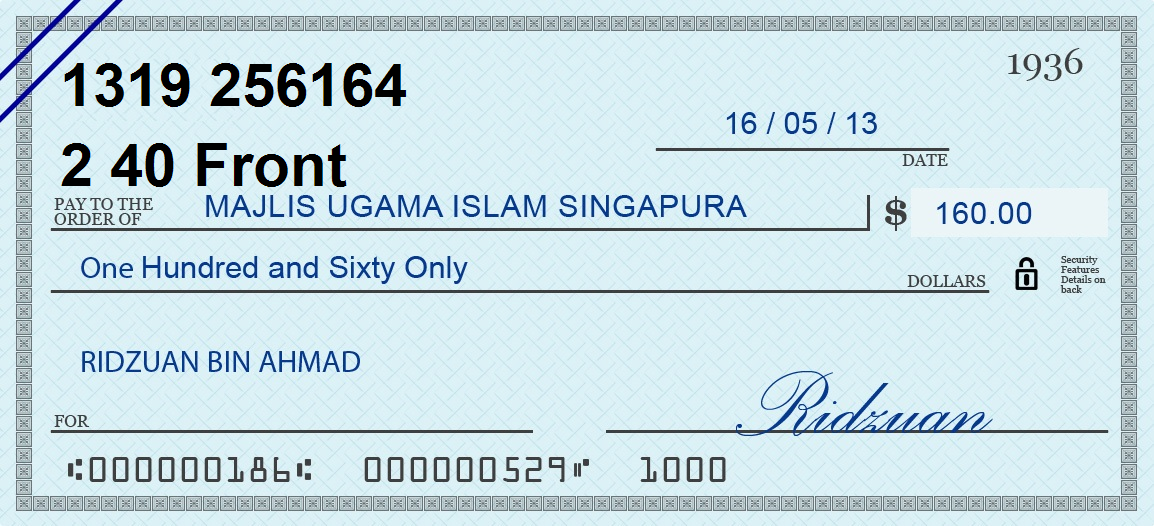 1319 256164
1936
16 / 05 / 13
DATE
2 40 Front
PAY TO THE
ORDER OF
MAJLIS UGAMA ISLAM SINGAPURA
$ 160.00
One Hundred and Sixty Only
DOLLARS
Security
Features
Details on
back
RIDZUAN BIN AHMAD
FOR
Ridzuan
⑆000000186⑆ 000000529⑈ 1000